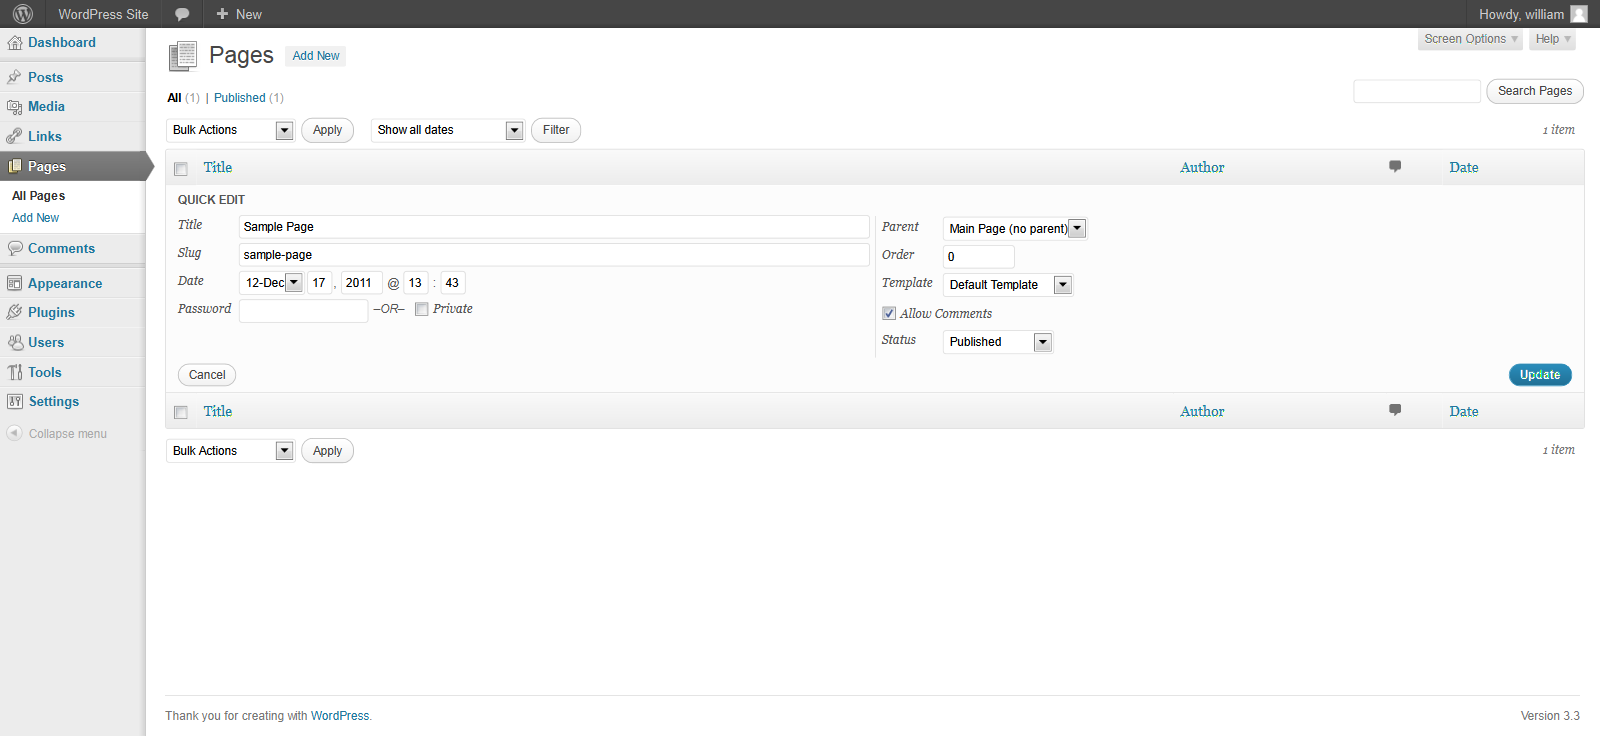 WordPress Site New Howdy, william
Dashboard
Posts
Media
Links
Pages
All Pages
Add New
Comments
Appearance
Plugins
Users
Tools
Settings
Collapse menu
Screen Options Help
Pages Add New
All (1) | Published (1)
Search Pages
Bulk Actions Apply Show all dates Filter 1 item
Title Author Date
QUICK EDIT
Title Sample Page
Slug sample-page
Date 12-Dec 17 , 2011 @ 13 : 43
Password –OR– Private
Parent Main Page (no parent)
Order 0
Template Default Template
Allow Comments
Status Published
Cancel Update
Title Author Date
Bulk Actions Apply 1 item
Thank you for creating with WordPress. Version 3.3